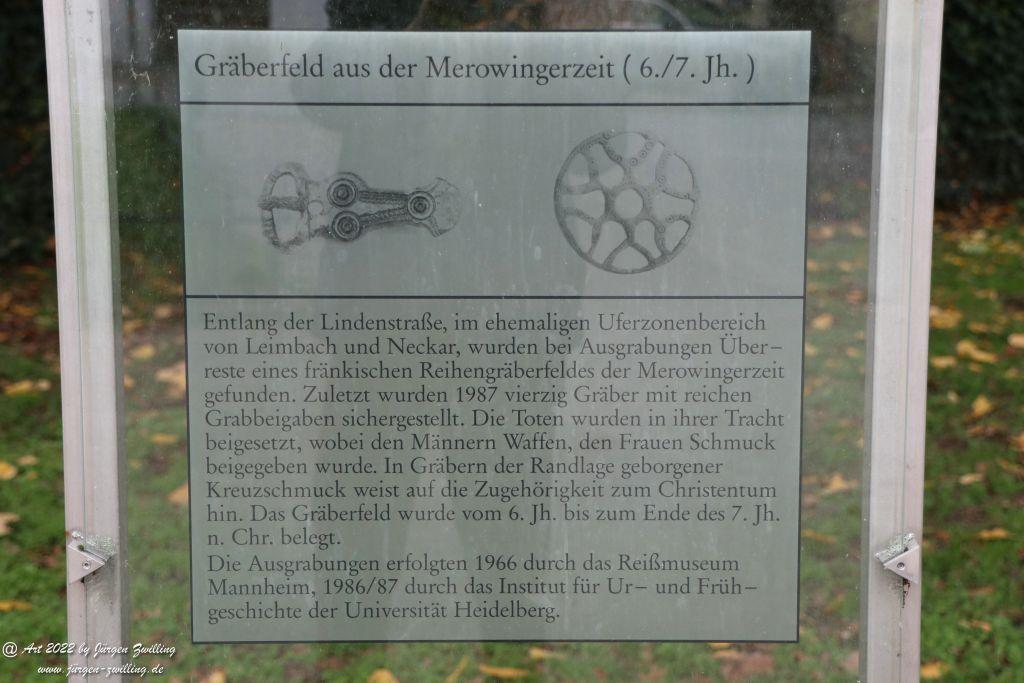 Gräberfeld aus der Merowingerzeit ( 6./7. Jh. )
Entlang der Lindenstraße, im ehemaligen Uferzonenbereich
von Leimbach und Neckar, wurden bei Ausgrabungen Über–
reste eines fränkischen Reihengräberfeldes der Merowingerzeit
gefunden. Zuletzt wurden 1987 vierzig Gräber mit reichen
Grabbeigaben sichergestellt. Die Toten wurden in ihrer Tracht
beigesetzt, wobei den Männern Waffen, den Frauen Schmuck
beigegeben wurde. In Gräbern der Randlage geborgener
Kreuzschmuck weist auf die Zugehörigkeit zum Christentum
hin. Das Gräberfeld wurde vom 6. Jh. bis zum Ende des 7. Jh.
n. Chr. belegt.
Die Ausgrabungen erfolgten 1966 durch das Reißmuseum
Mannheim, 1986/87 durch das Institut für Ur– und Früh–
geschichte der Universität Heidelberg.
@ Art 2022 by Jürgen Zwilling
www.jürgen-zwilling.de